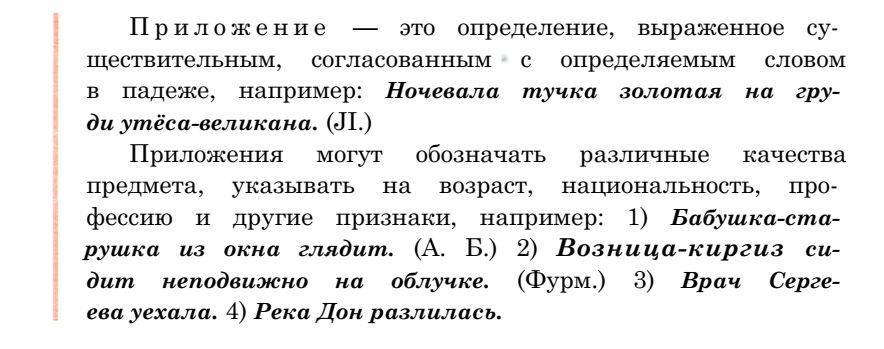 Приложение — это определение, выраженное су-
ществительным, согласованным с определяемым словом
в падеже, например: Ночевала тучка золотая на гру-
ди утёса-великана. (Л.)
Приложения могут обозначать различные качества
предмета, указывать на возраст, национальность, про-
фессию и другие признаки, например: 1) Бабушка-ста-
рушка из окна глядит. (А. Б.) 2) Возница-киргиз си-
дит неподвижно на облучке. (Фурм.) 3) Врач Серге-
ева уехала. 4) Река Дон разлилась.